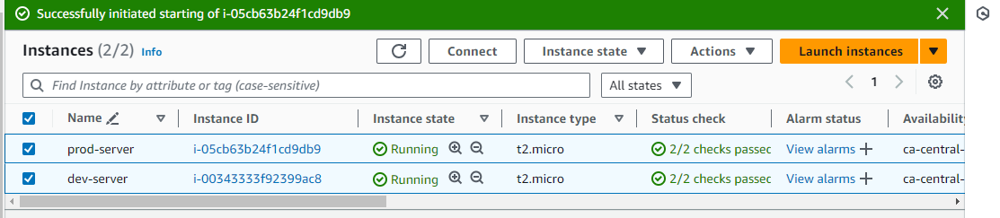 Successfully initiated starting of i-05cb63b24f1cd9db9
Instances (2/2) Info Connect Instance state Actions Launch instances
Find Instance by attribute or tag (case-sensitive) All states 1
Name Instance ID Instance state Instance type Status check Alarm status Availability
prod-server i-05cb63b24f1cd9db9 Running t2.micro 2/2 checks passec View alarms ca-central-
dev-server i-00343333f92399ac8 Running t2.micro 2/2 checks passec View alarms ca-central-